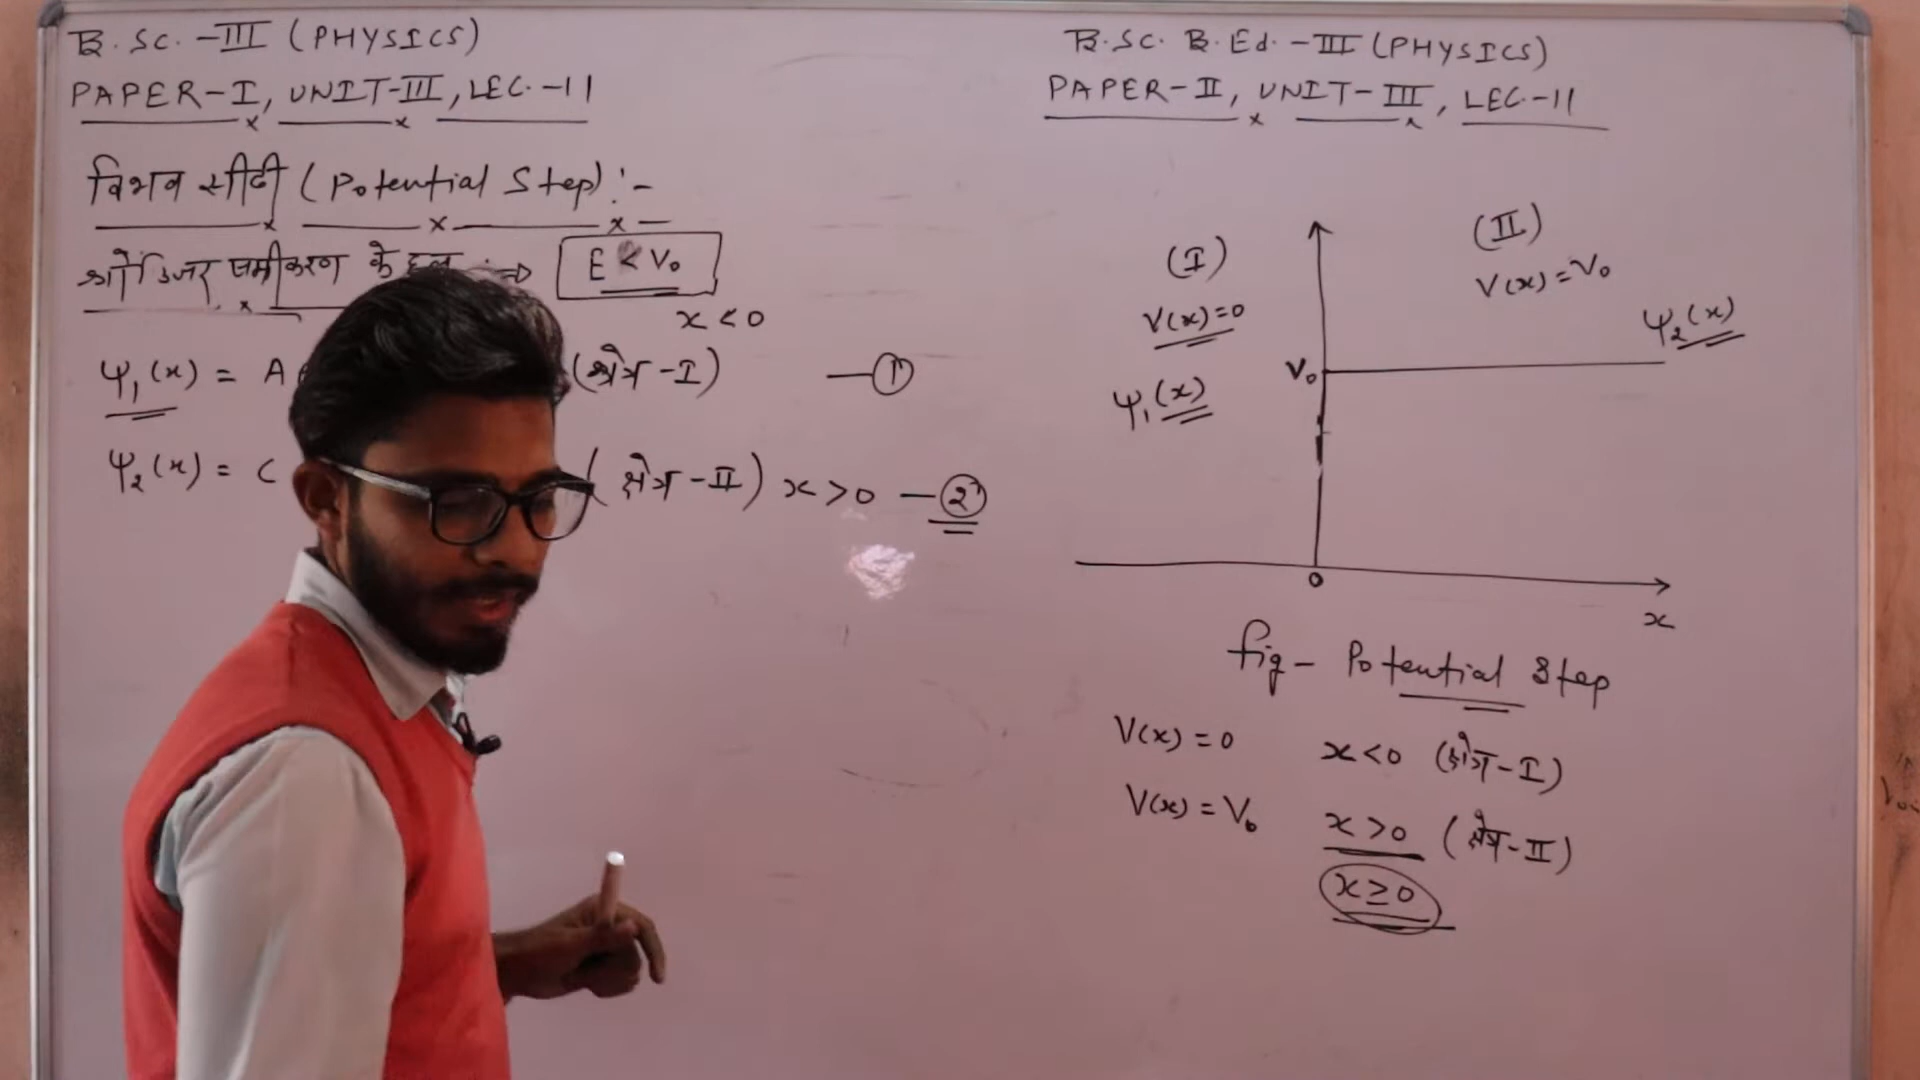 B.Sc. -III (PHYSICS)
PAPER-I, UNIT-III, LEC.-11
विभव सीढी (Potential Step) :-
श्रोडिंजर समीकरण के हल :⇒ E < V₀
x < 0
ψ₁(x) = A (क्षेत्र-I) —①
ψ₂(x) = C (क्षेत्र-II) x > 0 —②
B.Sc. B.Ed. -III (PHYSICS)
PAPER-II, UNIT-III, LEC.-11
(I)
V(x)=0
ψ₁(x)
(II)
V(x)=V₀
ψ₂(x)
V₀
0
x
fig- Potential Step
V(x) = 0 x<0 (क्षेत्र-I)
V(x) = V₀ x>0 (क्षेत्र-II)
x≥0